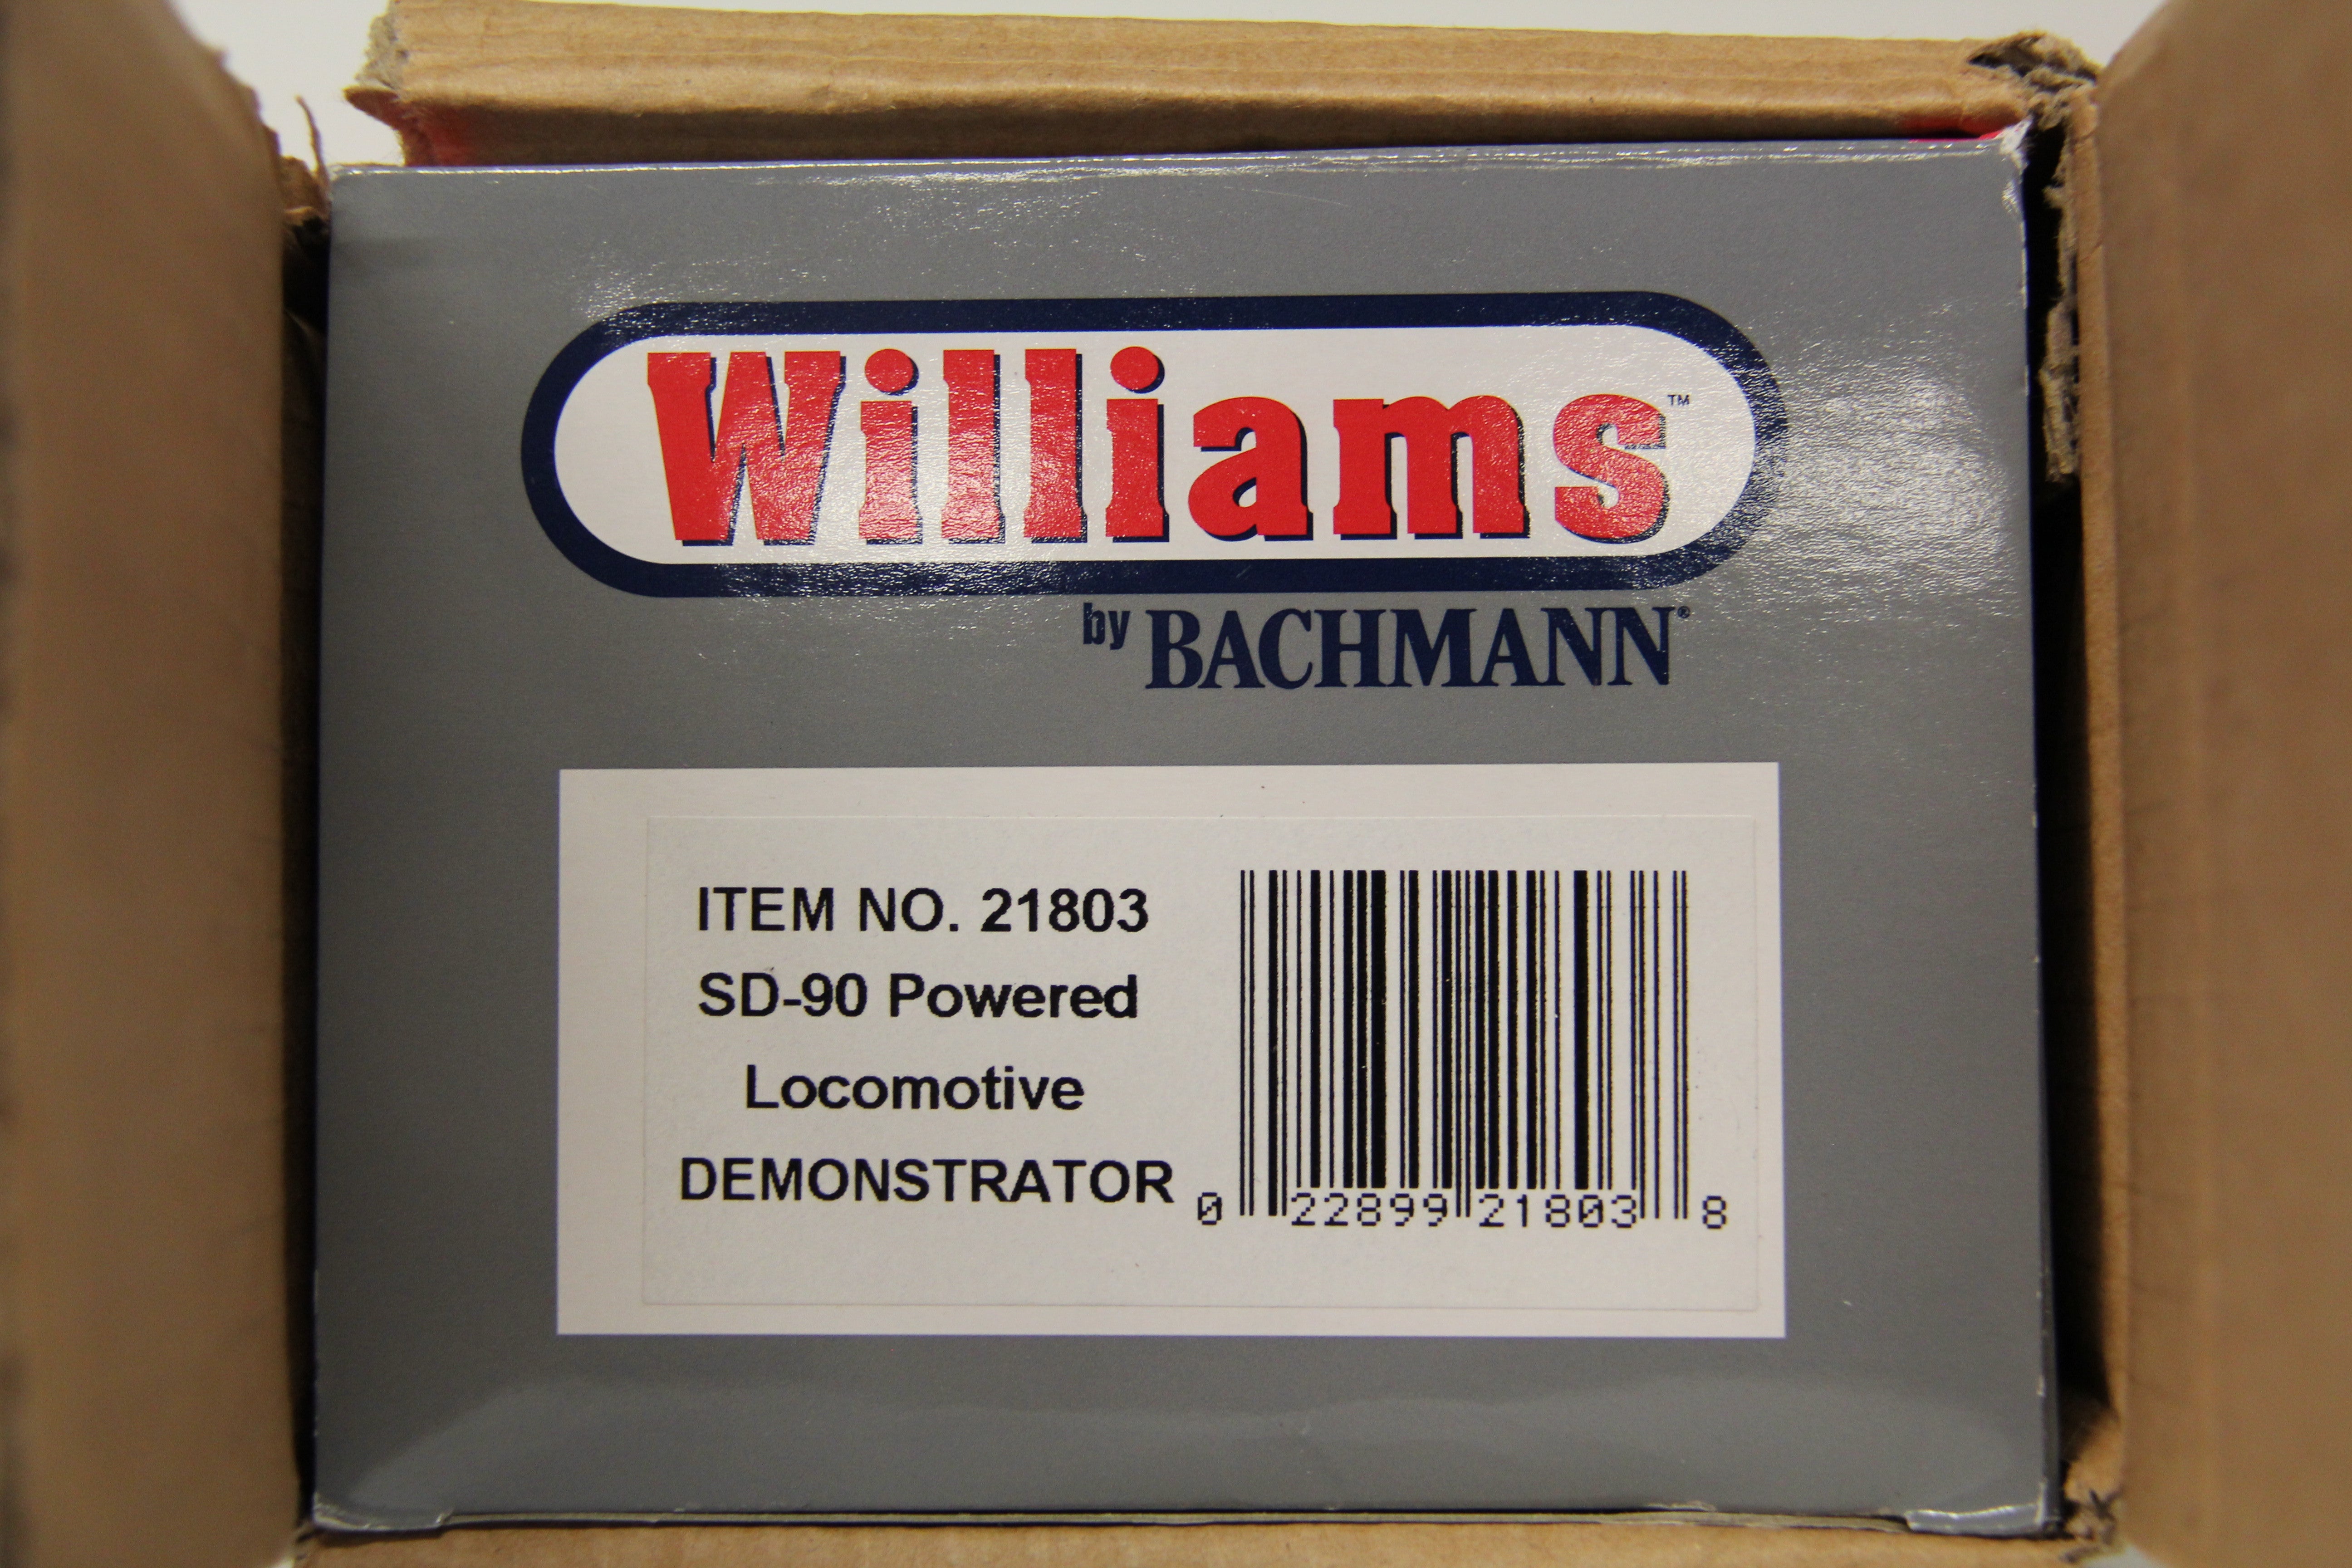 Williams™
by BACHMANN®
ITEM NO. 21803
SD-90 Powered
Locomotive
DEMONSTRATOR
0 22899 21803 8